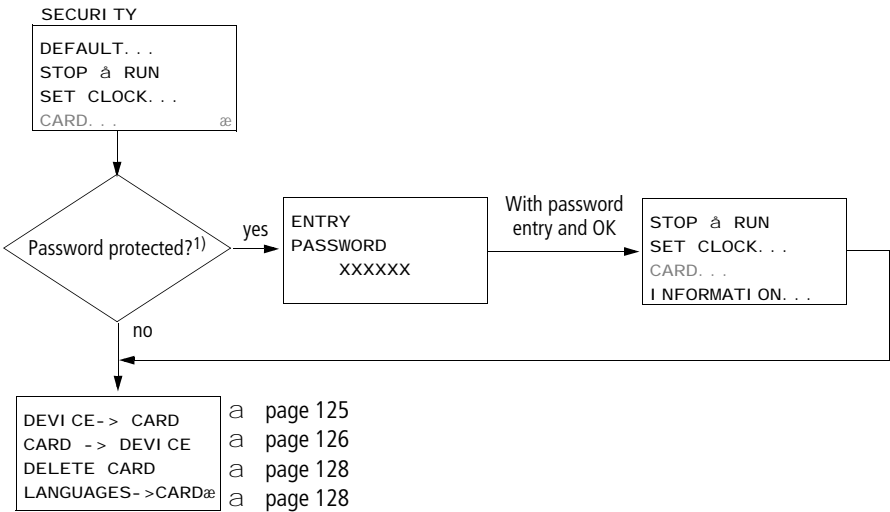 SECURITY
DEFAULT...
STOP å RUN
SET CLOCK...
CARD... æ
Password protected?1)
yes
ENTRY
PASSWORD
XXXXXX
With password
entry and OK
STOP å RUN
SET CLOCK...
CARD...
INFORMATION...
no
DEVICE-> CARD a page 125
CARD -> DEVICE a page 126
DELETE CARD a page 128
LANGUAGES->CARDæ a page 128